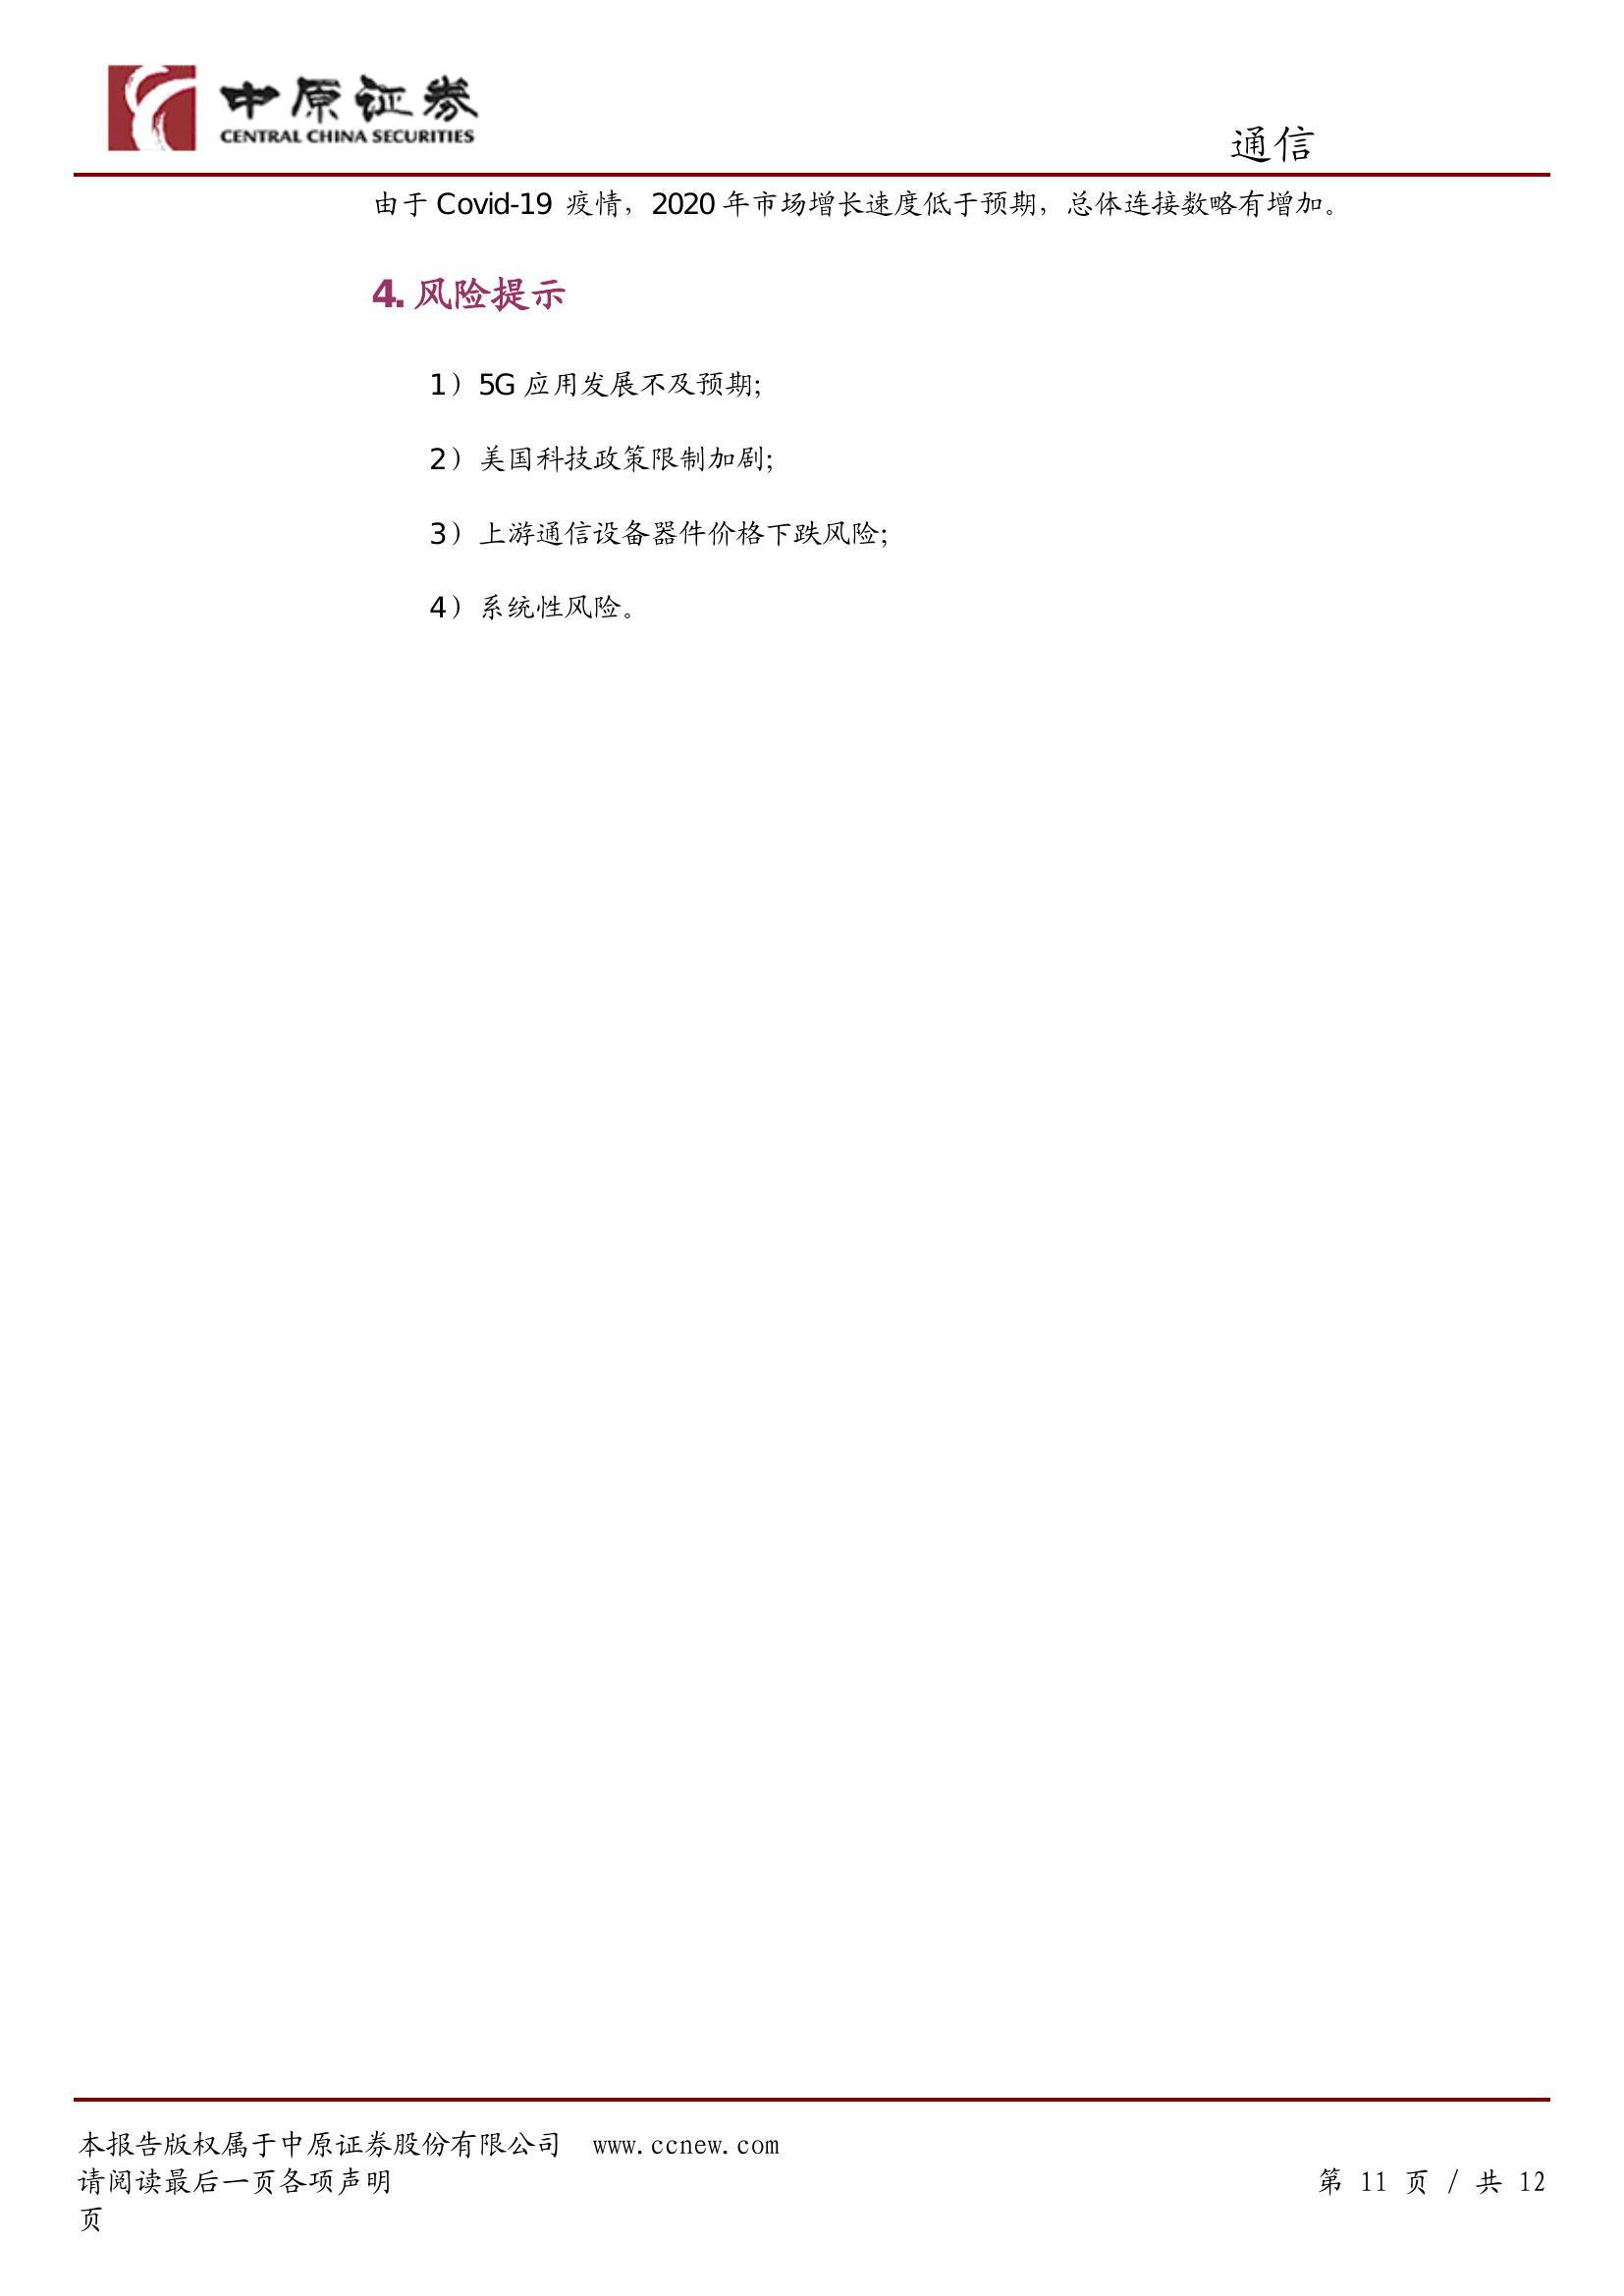 中原证券
CENTRAL CHINA SECURITIES
通信
由于 Covid-19 疫情，2020 年市场增长速度低于预期，总体连接数略有增加。
4. 风险提示
1）5G 应用发展不及预期；
2）美国科技政策限制加剧；
3）上游通信设备器件价格下跌风险；
4）系统性风险。
本报告版权属于中原证券股份有限公司 www.ccnew.com
请阅读最后一页各项声明 第 11 页 / 共 12
页